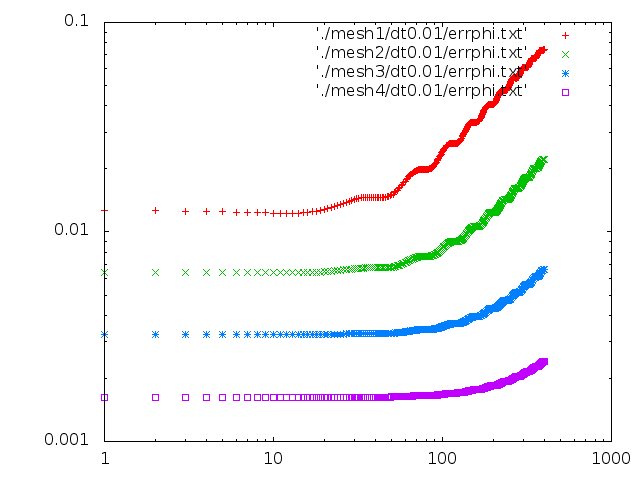 0.1
'./mesh1/dt0.01/errphi.txt'
'./mesh2/dt0.01/errphi.txt'
'./mesh3/dt0.01/errphi.txt'
'./mesh4/dt0.01/errphi.txt'
0.01
0.001
1 10 100 1000